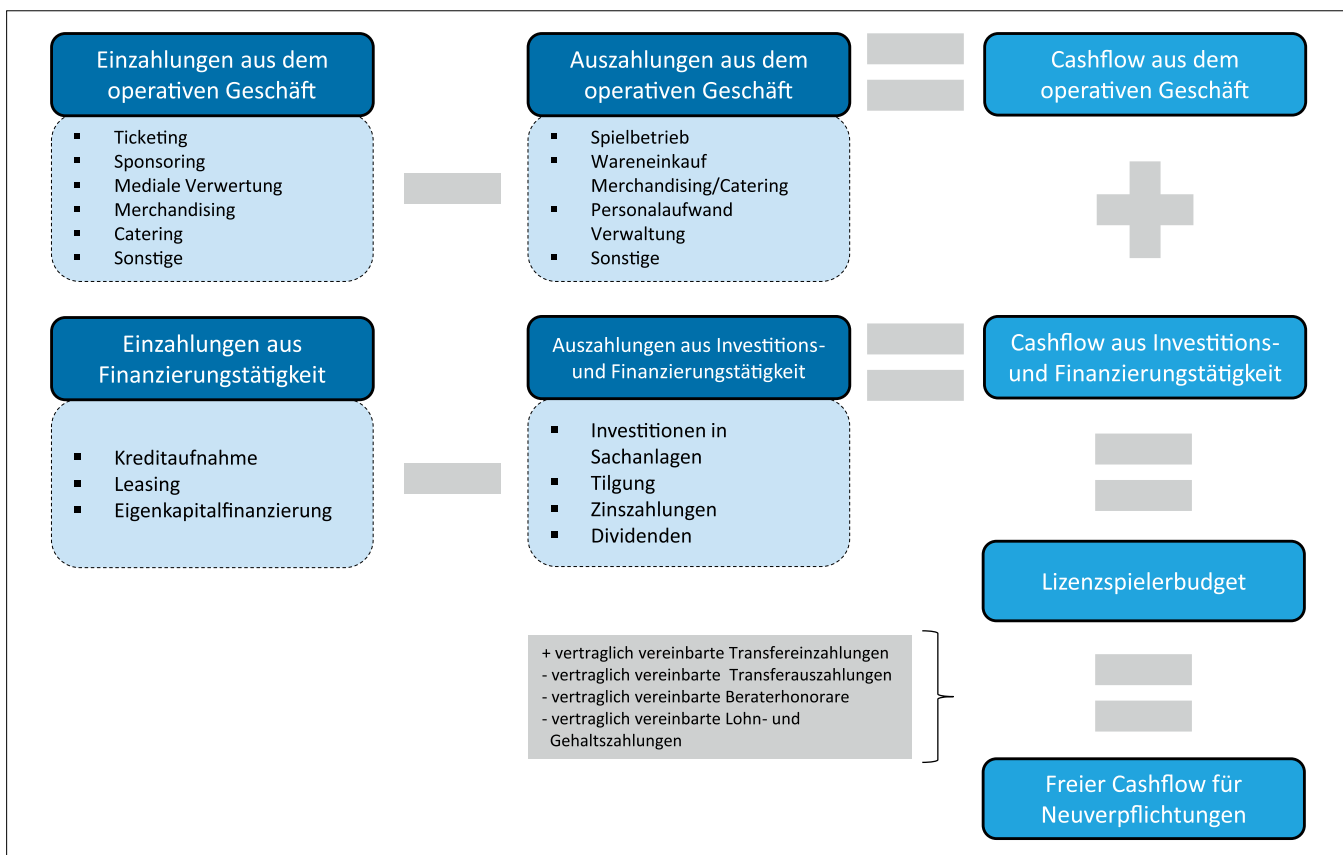 Einzahlungen aus dem
operativen Geschäft
▪ Ticketing
▪ Sponsoring
▪ Mediale Verwertung
▪ Merchandising
▪ Catering
▪ Sonstige
Auszahlungen aus dem
operativen Geschäft
▪ Spielbetrieb
▪ Wareneinkauf
Merchandising/Catering
▪ Personalaufwand
Verwaltung
▪ Sonstige
Cashflow aus dem
operativen Geschäft
Einzahlungen aus
Finanzierungstätigkeit
▪ Kreditaufnahme
▪ Leasing
▪ Eigenkapitalfinanzierung
Auszahlungen aus Investitions-
und Finanzierungstätigkeit
▪ Investitionen in
Sachanlagen
▪ Tilgung
▪ Zinszahlungen
▪ Dividenden
Cashflow aus Investitions-
und Finanzierungstätigkeit
Lizenzspielerbudget
+ vertraglich vereinbarte Transfereinzahlungen
- vertraglich vereinbarte Transferauszahlungen
- vertraglich vereinbarte Beraterhonorare
- vertraglich vereinbarte Lohn- und
Gehaltszahlungen
Freier Cashflow für
Neuverpflichtungen